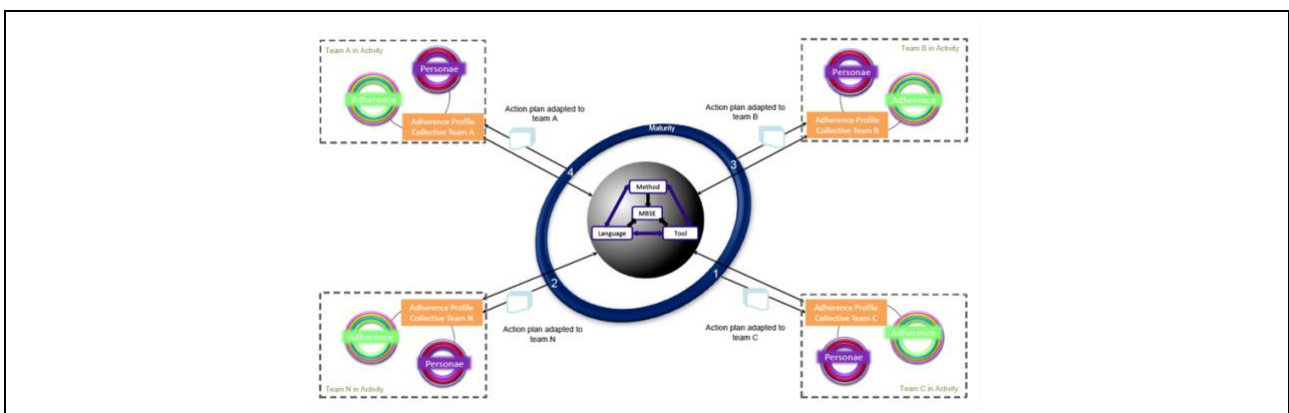 Team A in Activity
Personae
Adherence
Adherence Profile
Collective Team A
Action plan adapted to
team A
Team B in Activity
Personae
Adherence
Adherence Profile
Collective Team B
Action plan adapted to
team B
Maturity
4
3
Method
MBSE
Language
Tool
2
1
Adherence Profile
Collective Team N
Adherence
Personae
Team N in Activity
Action plan adapted to
team N
Adherence Profile
Collective Team C
Adherence
Personae
Team C in Activity
Action plan adapted to
team C